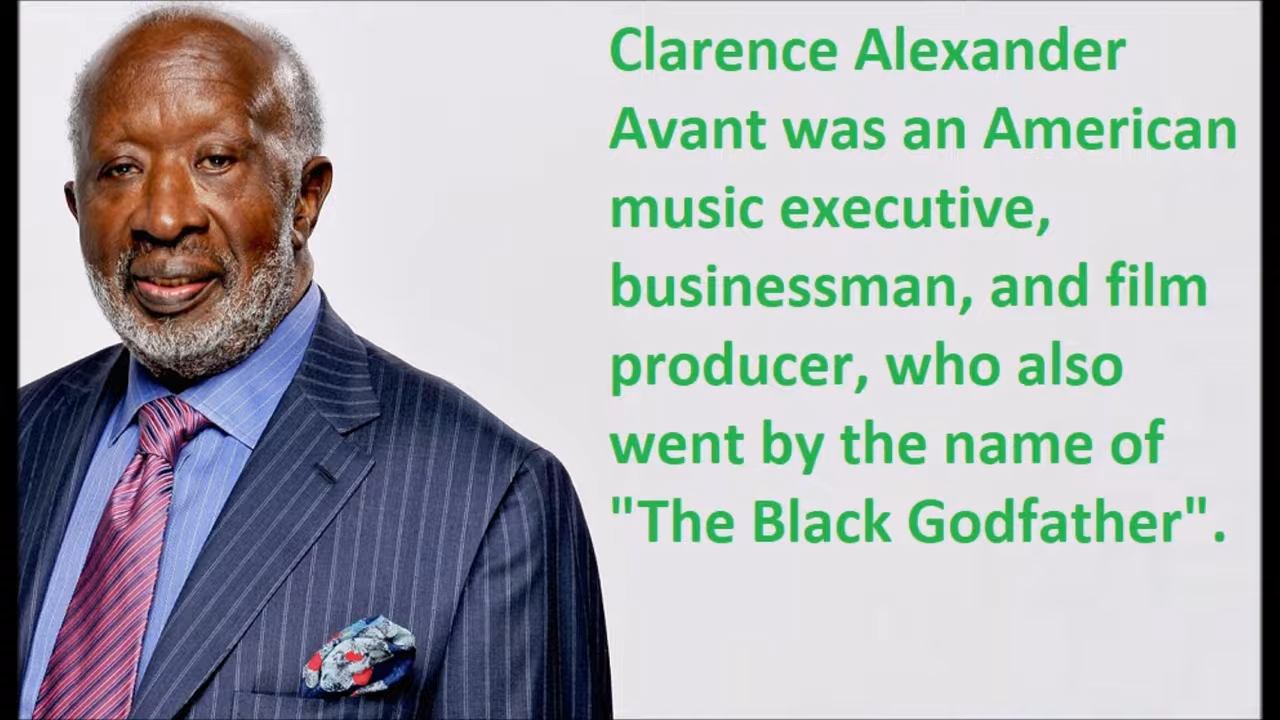 Clarence Alexander
Avant was an American
music executive,
businessman, and film
producer, who also
went by the name of
"The Black Godfather".